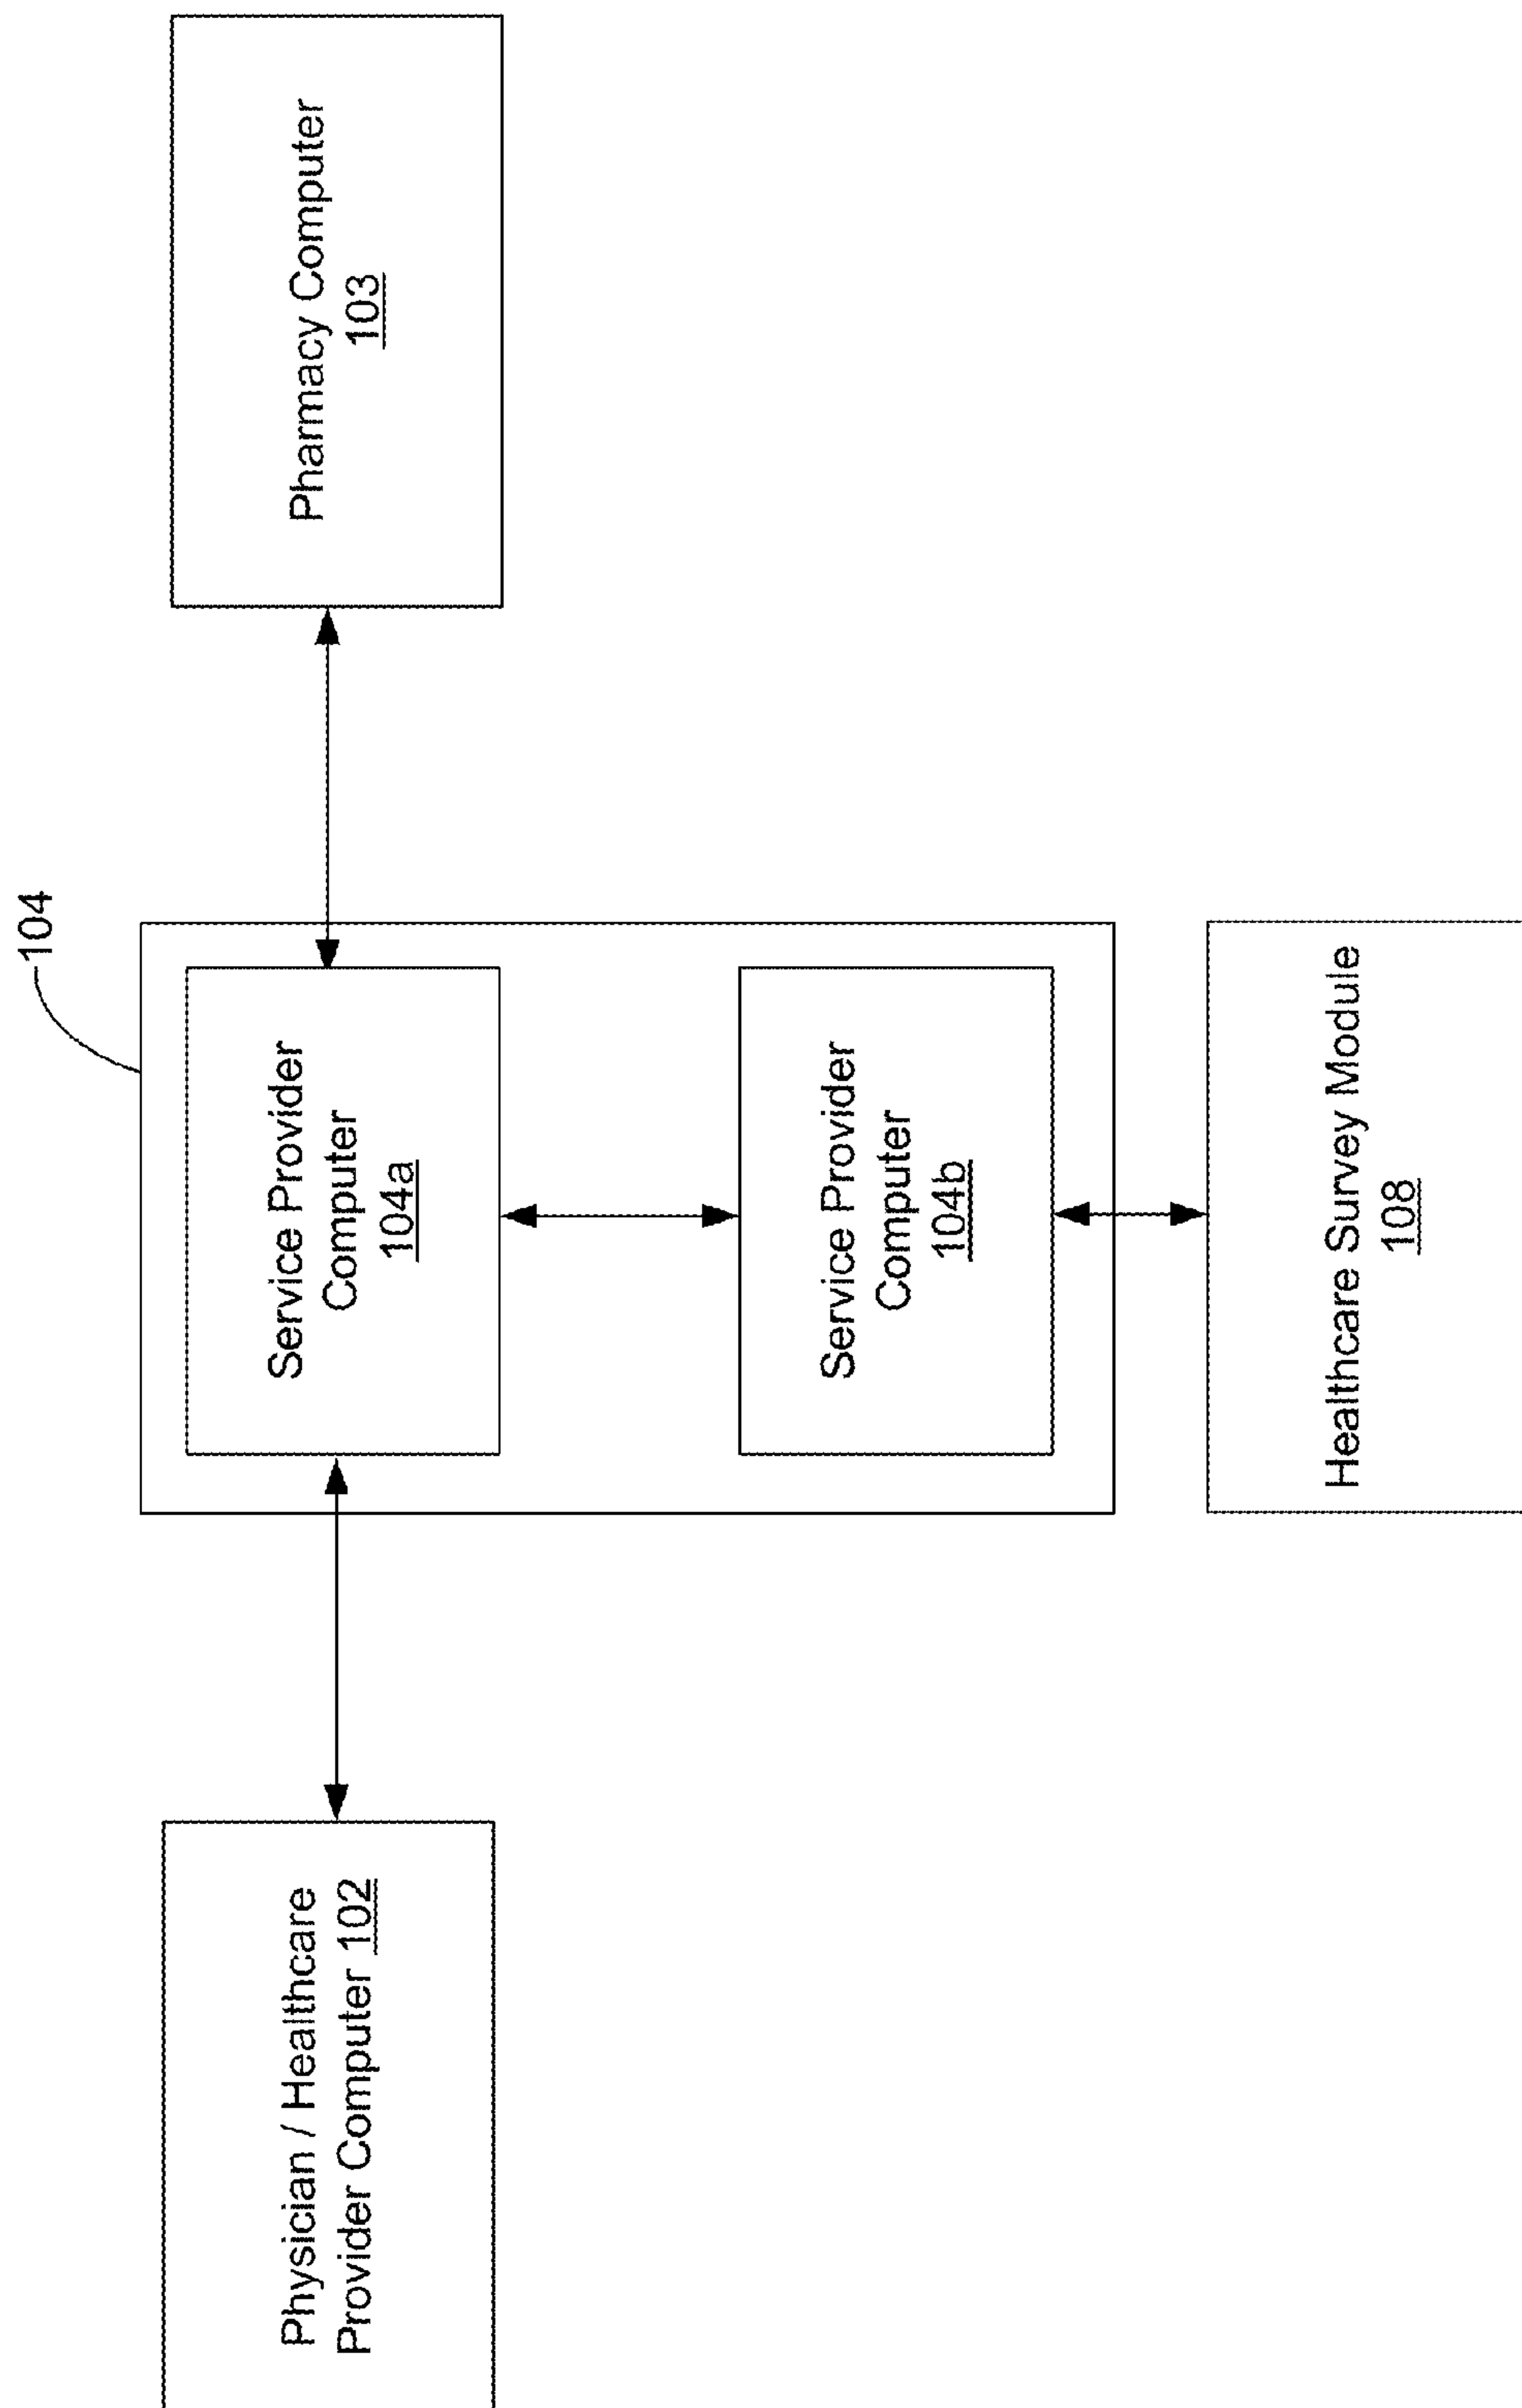 104
Physician / Healthcare
Provider Computer 102
Service Provider
Computer
104a
Pharmacy Computer
103
Service Provider
Computer
104b
Healthcare Survey Module
108